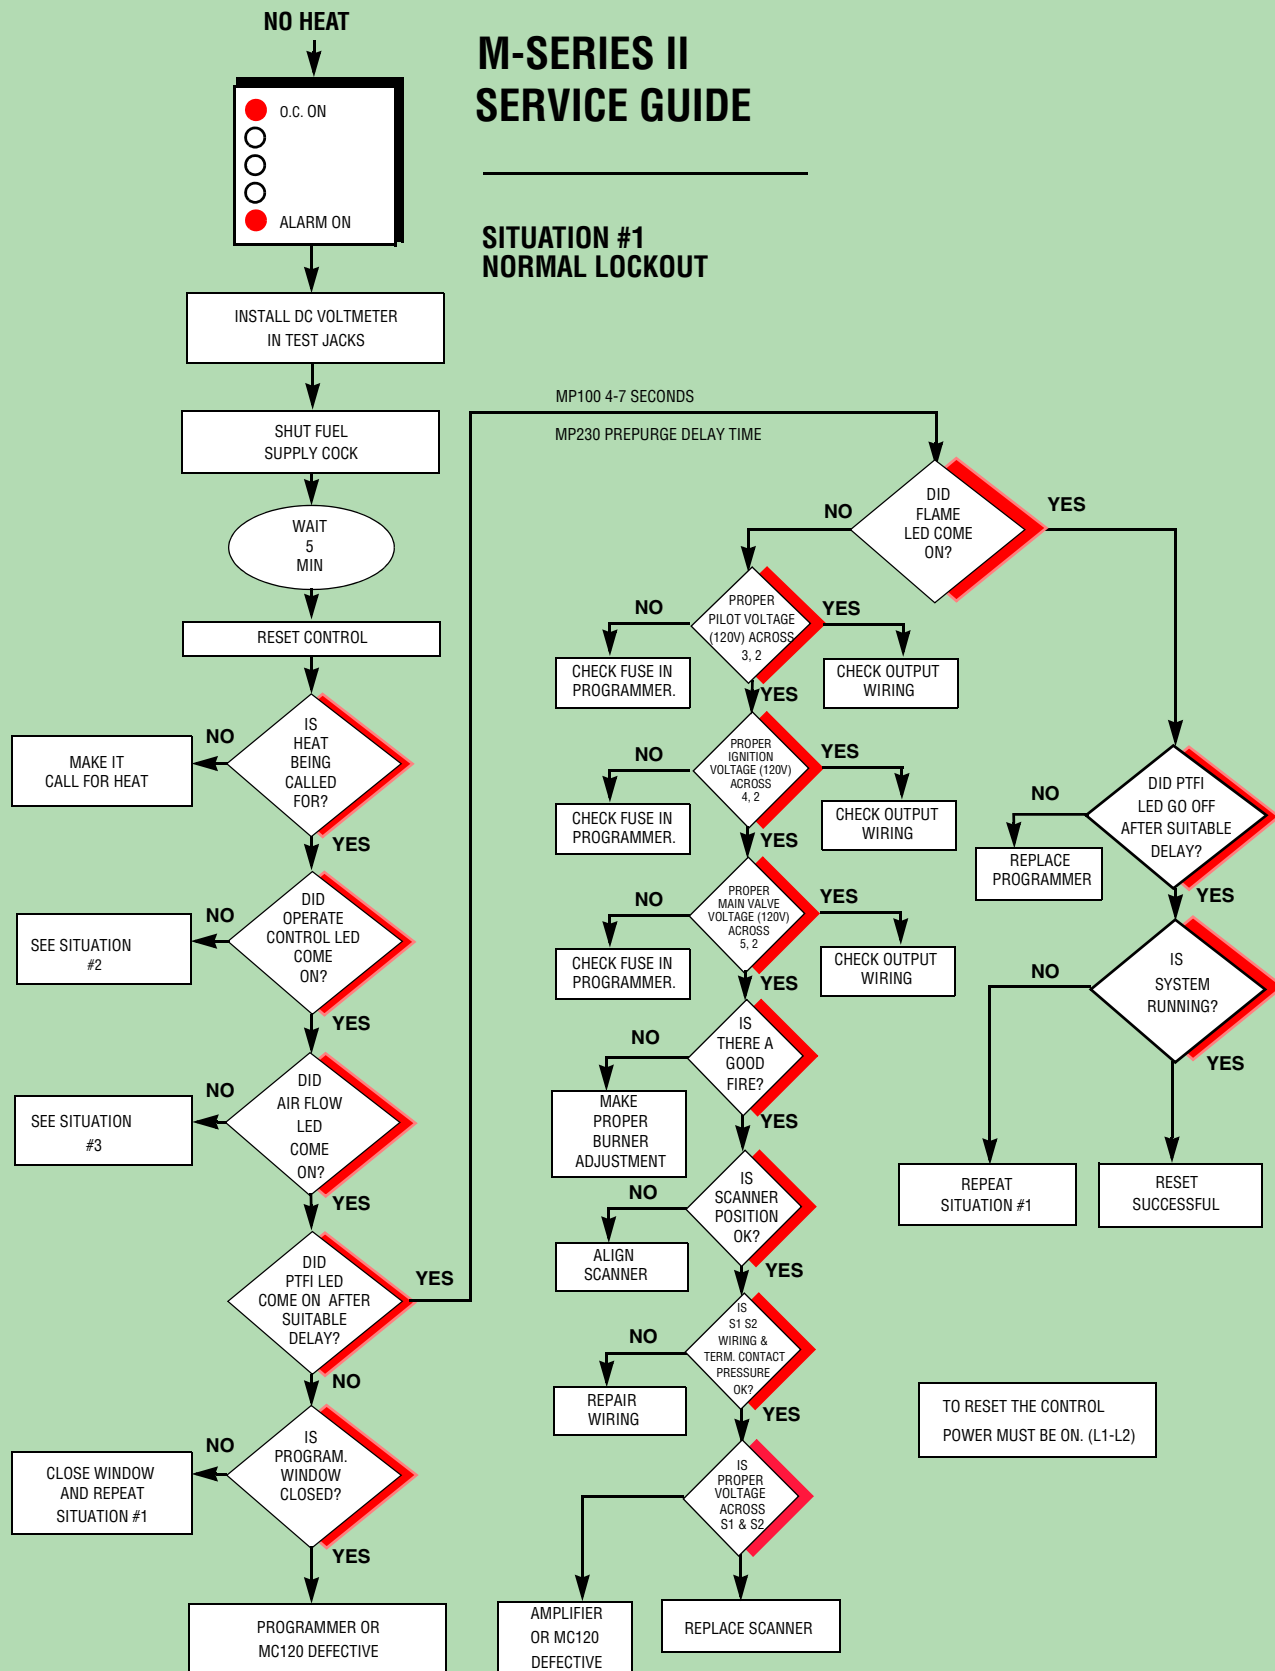 NO HEAT
M-SERIES II
SERVICE GUIDE
O.C. ON
ALARM ON
SITUATION #1
NORMAL LOCKOUT
INSTALL DC VOLTMETER
IN TEST JACKS
SHUT FUEL
SUPPLY COCK
WAIT
5
MIN
RESET CONTROL
IS
HEAT
BEING
CALLED
FOR?
NO
MAKE IT
CALL FOR HEAT
YES
DID
OPERATE
CONTROL LED
COME
ON?
NO
SEE SITUATION
#2
YES
DID
AIR FLOW
LED
COME
ON?
NO
SEE SITUATION
#3
YES
DID
PTFI LED
COME ON AFTER
SUITABLE
DELAY?
YES
NO
IS
PROGRAM.
WINDOW
CLOSED?
NO
CLOSE WINDOW
AND REPEAT
SITUATION #1
YES
PROGRAMMER OR
MC120 DEFECTIVE
MP100 4-7 SECONDS
MP230 PREPURGE DELAY TIME
DID
FLAME
LED COME
ON?
NO
YES
PROPER
PILOT VOLTAGE
(120V) ACROSS
3, 2
NO
CHECK FUSE IN
PROGRAMMER.
YES
CHECK OUTPUT
WIRING
YES
PROPER
IGNITION
VOLTAGE (120V)
ACROSS
4, 2
NO
CHECK FUSE IN
PROGRAMMER.
YES
CHECK OUTPUT
WIRING
YES
PROPER
MAIN VALVE
VOLTAGE (120V)
ACROSS
5, 2
NO
CHECK FUSE IN
PROGRAMMER.
YES
CHECK OUTPUT
WIRING
YES
IS
THERE A
GOOD
FIRE?
NO
MAKE
PROPER
BURNER
ADJUSTMENT
YES
IS
SCANNER
POSITION
OK?
NO
ALIGN
SCANNER
YES
IS
S1 S2
WIRING &
TERM. CONTACT
PRESSURE
OK?
NO
REPAIR
WIRING
YES
IS
PROPER
VOLTAGE
ACROSS
S1 & S2
AMPLIFIER
OR MC120
DEFECTIVE
REPLACE SCANNER
DID PTFI
LED GO OFF
AFTER SUITABLE
DELAY?
NO
REPLACE
PROGRAMMER
YES
IS
SYSTEM
RUNNING?
NO
YES
REPEAT
SITUATION #1
RESET
SUCCESSFUL
TO RESET THE CONTROL
POWER MUST BE ON. (L1-L2)